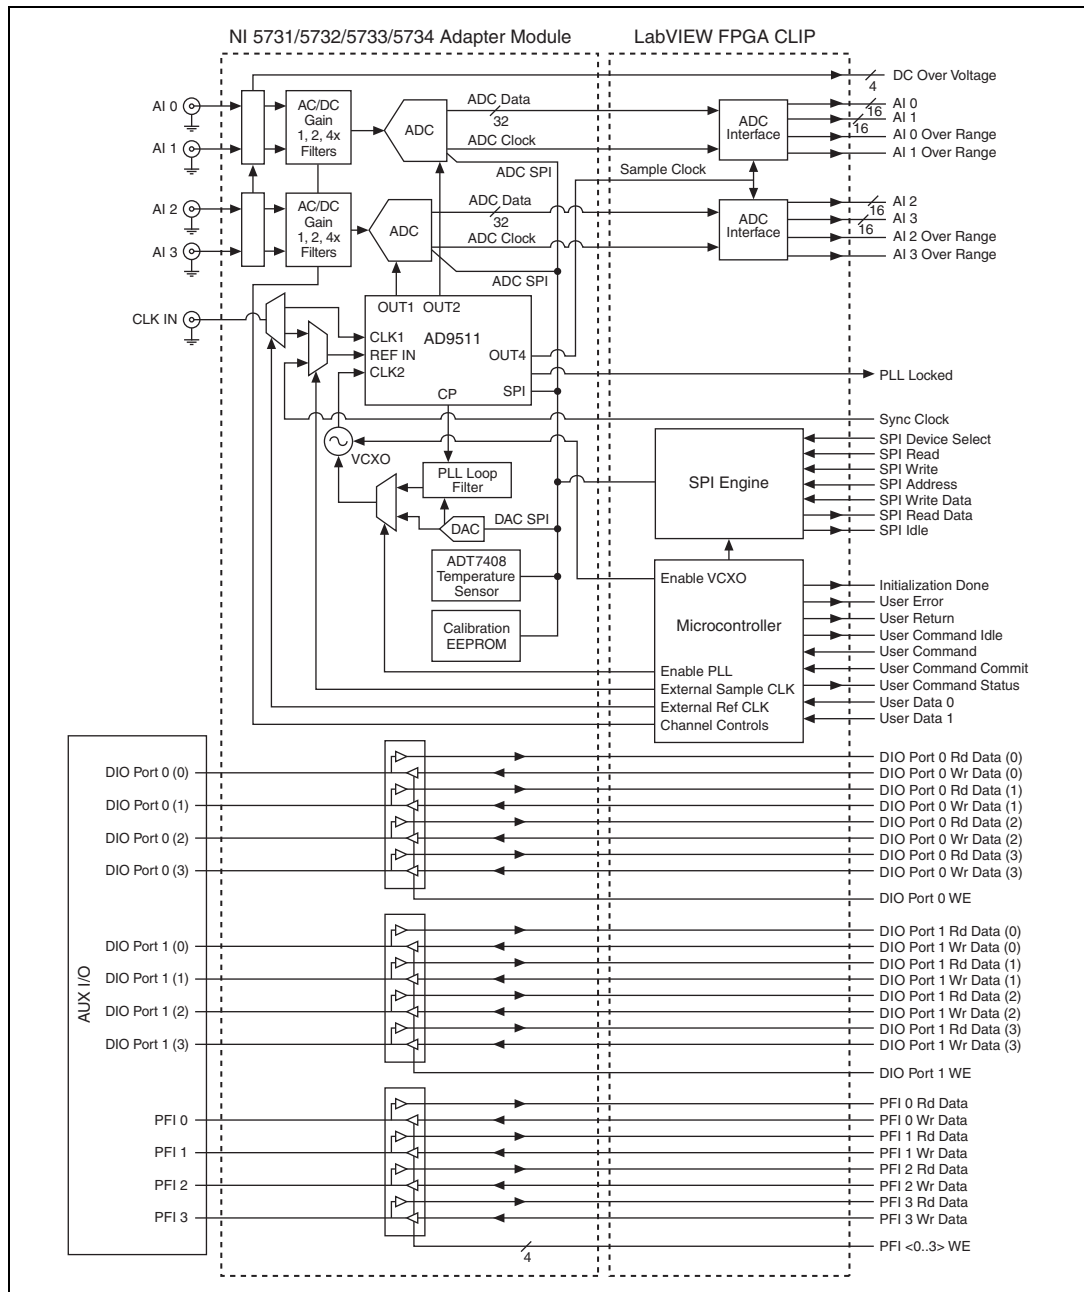 NI 5731/5732/5733/5734 Adapter Module
LabVIEW FPGA CLIP
DC Over Voltage
4
AI 0
AI 1
AC/DC
Gain
1, 2, 4x
Filters
ADC
ADC Data
32
ADC Clock
ADC SPI
ADC
Interface
AI 0
16
AI 1
16
AI 0 Over Range
AI 1 Over Range
Sample Clock
AI 2
AI 3
AC/DC
Gain
1, 2, 4x
Filters
ADC
ADC Data
32
ADC Clock
ADC SPI
ADC
Interface
AI 2
16
AI 3
16
AI 2 Over Range
AI 3 Over Range
CLK IN
OUT1
OUT2
CLK1
AD9511
REF IN
OUT4
CLK2
SPI
CP
PLL Locked
Sync Clock
VCXO
PLL Loop
Filter
DAC
DAC SPI
SPI Engine
SPI Device Select
SPI Read
SPI Write
SPI Address
SPI Write Data
SPI Read Data
SPI Idle
ADT7408
Temperature
Sensor
Calibration
EEPROM
Enable VCXO
Microcontroller
Enable PLL
External Sample CLK
External Ref CLK
Channel Controls
Initialization Done
User Error
User Return
User Command Idle
User Command
User Command Commit
User Command Status
User Data 0
User Data 1
AUX I/O
DIO Port 0 (0)
DIO Port 0 (1)
DIO Port 0 (2)
DIO Port 0 (3)
DIO Port 0 Rd Data (0)
DIO Port 0 Wr Data (0)
DIO Port 0 Rd Data (1)
DIO Port 0 Wr Data (1)
DIO Port 0 Rd Data (2)
DIO Port 0 Wr Data (2)
DIO Port 0 Rd Data (3)
DIO Port 0 Wr Data (3)
DIO Port 0 WE
DIO Port 1 (0)
DIO Port 1 (1)
DIO Port 1 (2)
DIO Port 1 (3)
DIO Port 1 Rd Data (0)
DIO Port 1 Wr Data (0)
DIO Port 1 Rd Data (1)
DIO Port 1 Wr Data (1)
DIO Port 1 Rd Data (2)
DIO Port 1 Wr Data (2)
DIO Port 1 Rd Data (3)
DIO Port 1 Wr Data (3)
DIO Port 1 WE
PFI 0
PFI 1
PFI 2
PFI 3
PFI 0 Rd Data
PFI 0 Wr Data
PFI 1 Rd Data
PFI 1 Wr Data
PFI 2 Rd Data
PFI 2 Wr Data
PFI 3 Rd Data
PFI 3 Wr Data
4
PFI <0..3> WE